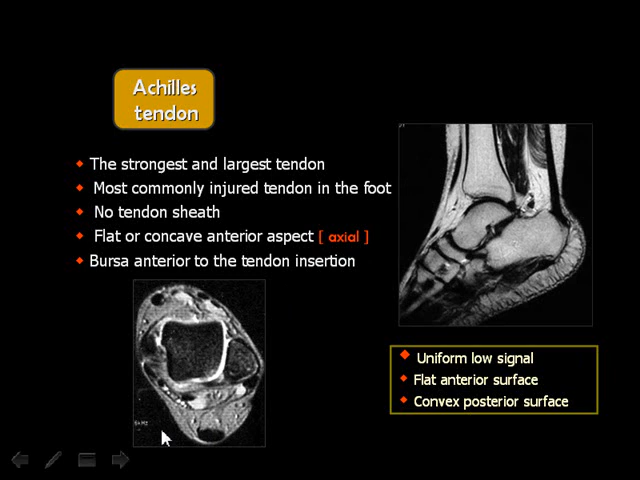 Achilles
tendon
The strongest and largest tendon
Most commonly injured tendon in the foot
No tendon sheath
Flat or concave anterior aspect [ axial ]
Bursa anterior to the tendon insertion
Uniform low signal
Flat anterior surface
Convex posterior surface